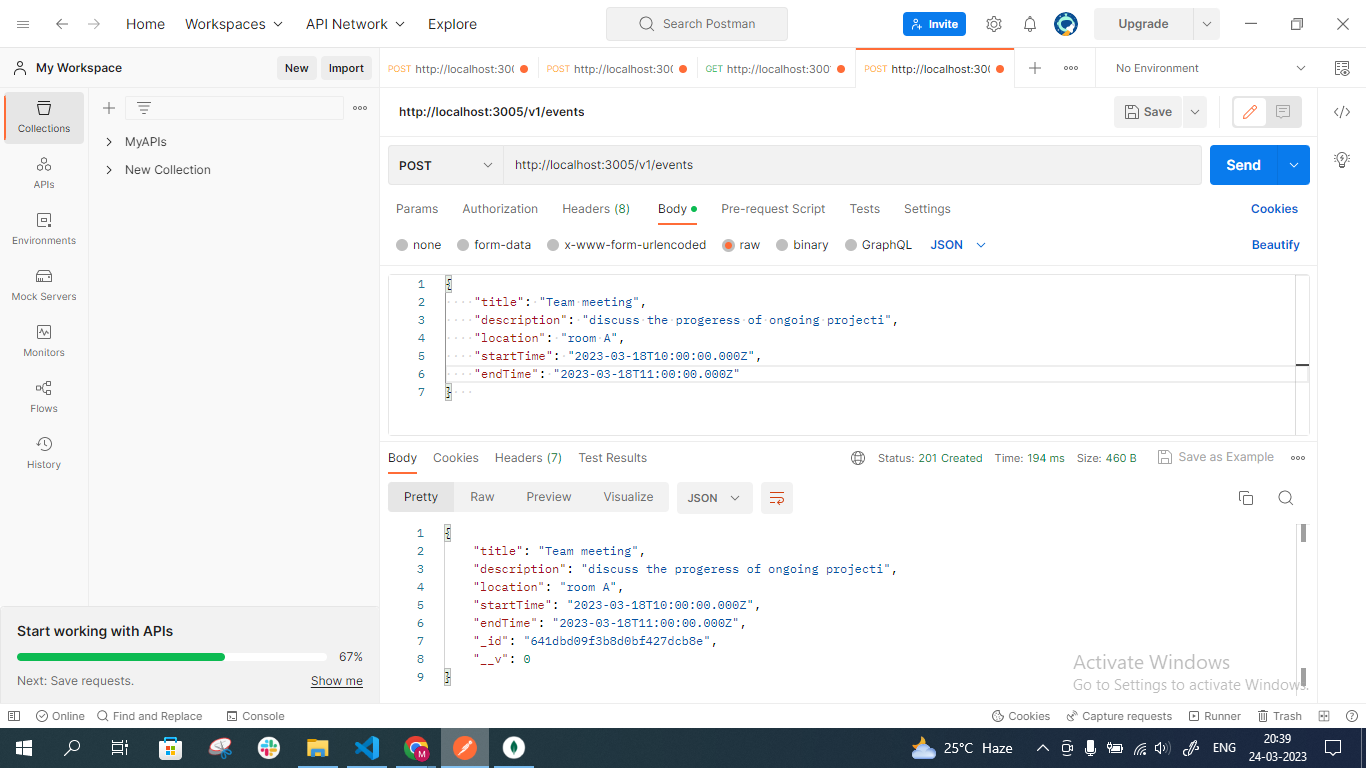 Home Workspaces API Network Explore Search Postman Invite Upgrade
My Workspace New Import
POST http://localhost:300 POST http://localhost:300 GET http://localhost:300 POST http://localhost:300 No Environment
Collections
APIs
Environments
Mock Servers
Monitors
Flows
History
MyAPIs
New Collection
http://localhost:3005/v1/events Save
POST http://localhost:3005/v1/events Send
Params Authorization Headers (8) Body Pre-request Script Tests Settings Cookies
none form-data x-www-form-urlencoded raw binary GraphQL JSON Beautify
1 {
2 "title": "Team meeting",
3 "description": "discuss the progeress of ongoing projecti",
4 "location": "room A",
5 "startTime": "2023-03-18T10:00:00.000Z",
6 "endTime": "2023-03-18T11:00:00.000Z"
7 }
Body Cookies Headers (7) Test Results Status: 201 Created Time: 194 ms Size: 460 B Save as Example
Pretty Raw Preview Visualize JSON
1 {
2 "title": "Team meeting",
3 "description": "discuss the progeress of ongoing projecti",
4 "location": "room A",
5 "startTime": "2023-03-18T10:00:00.000Z",
6 "endTime": "2023-03-18T11:00:00.000Z",
7 "_id": "641dbd09f3b8d0bf427dcb8e",
8 "__v": 0
9 }
Start working with APIs
67%
Next: Save requests. Show me
Activate Windows
Go to Settings to activate Windows.
Online Find and Replace Console Cookies Capture requests Runner Trash
M
25°C Haze ENG 20:39
24-03-2023